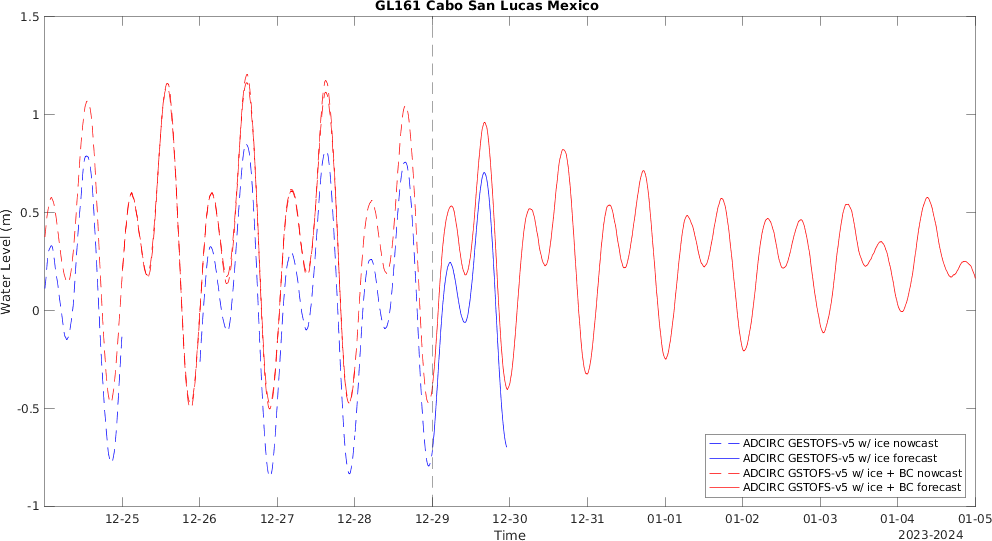 GL161 Cabo San Lucas Mexico
1.5
1
0.5
0
-0.5
-1
Water Level (m)
ADCIRC GESTOFS-v5 w/ ice nowcast
ADCIRC GESTOFS-v5 w/ ice forecast
ADCIRC GSTOFS-v5 w/ ice + BC nowcast
ADCIRC GSTOFS-v5 w/ ice + BC forecast
12-25 12-26 12-27 12-28 12-29 12-30 12-31 01-01 01-02 01-03 01-04 01-05
Time
2023-2024